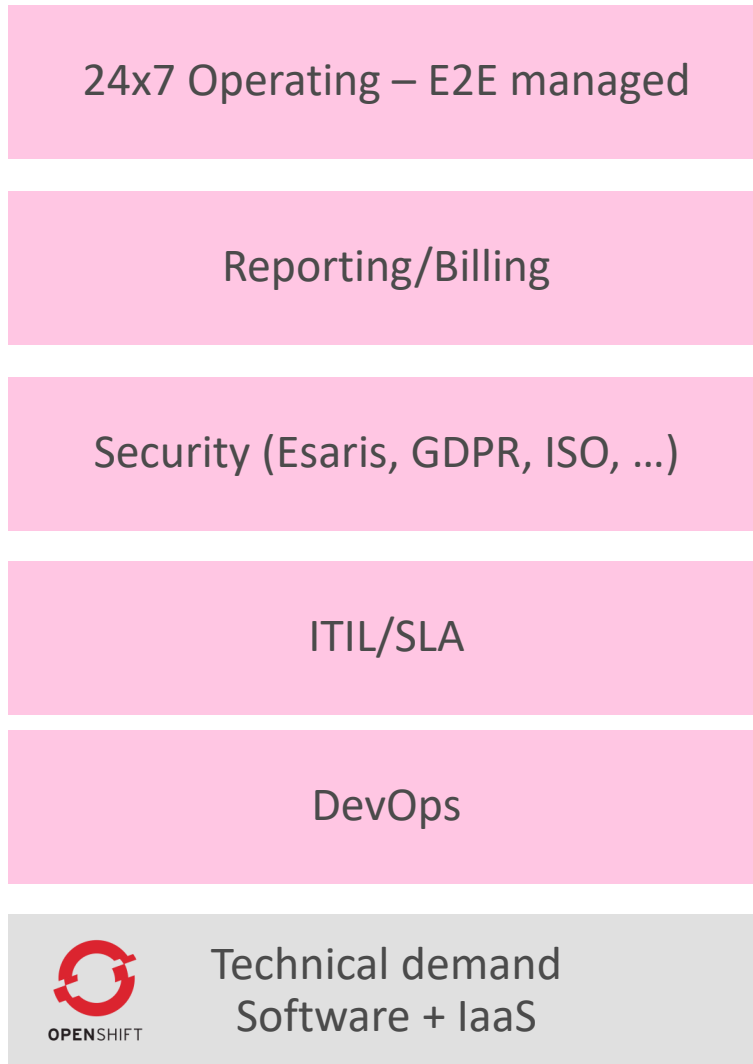 24x7 Operating – E2E managed
Reporting/Billing
Security (Esaris, GDPR, ISO, …)
ITIL/SLA
DevOps
Technical demand
Software + IaaS
OPENSHIFT